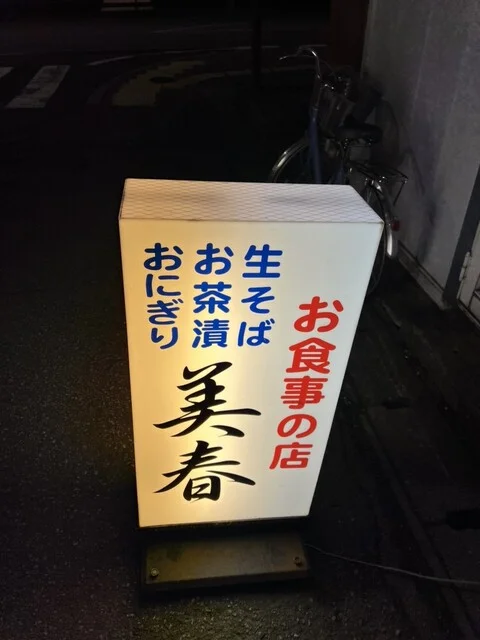 お食事の店
生そば
お茶漬
おにぎり
美春